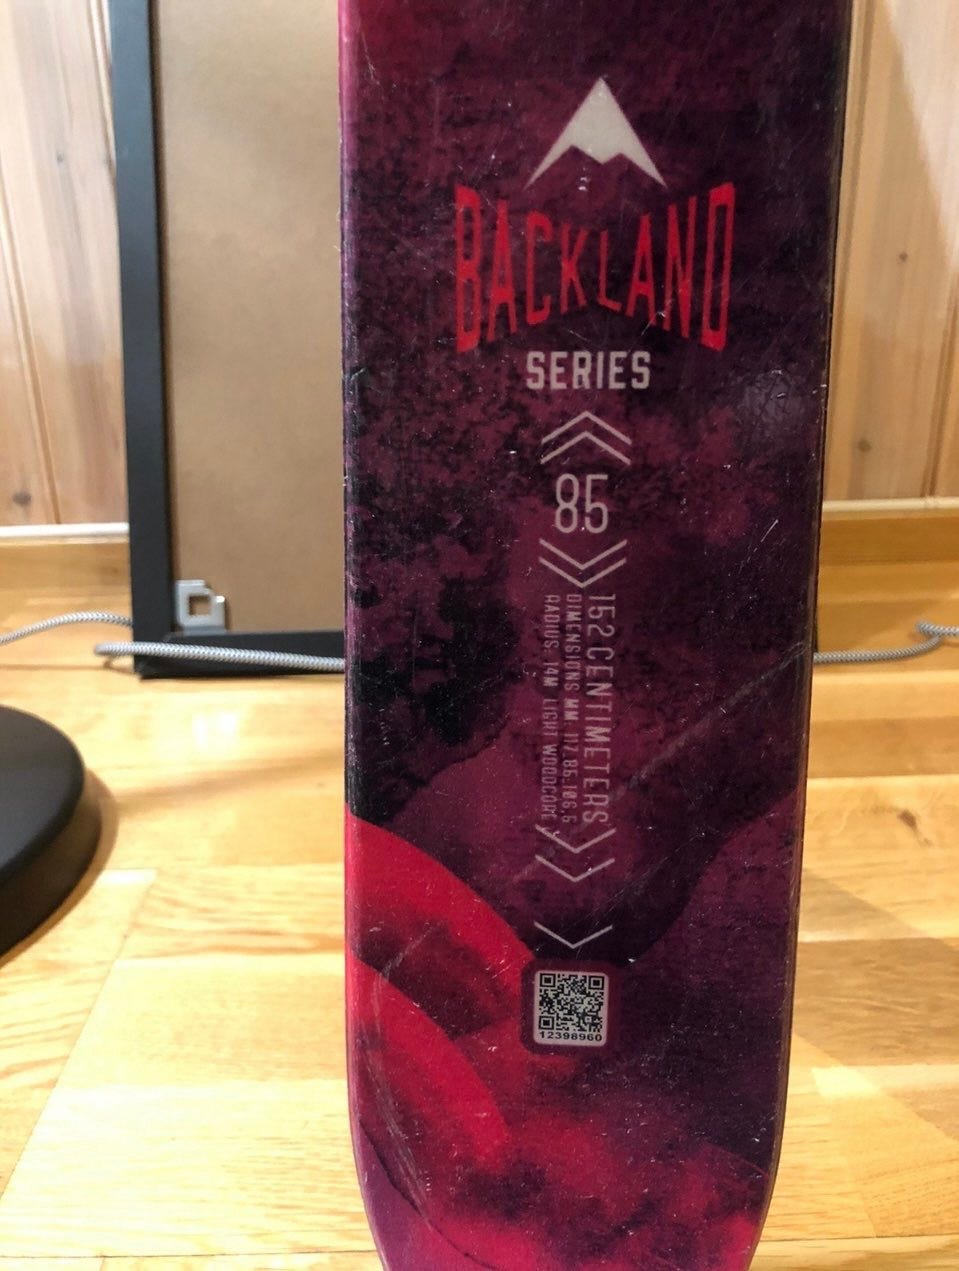 BACKLAND
SERIES
85
152 CENTIMETERS
DIMENSIONS MM. 117.85.106.5
RADIUS. 14M LIGHT WOODCORE
12398960